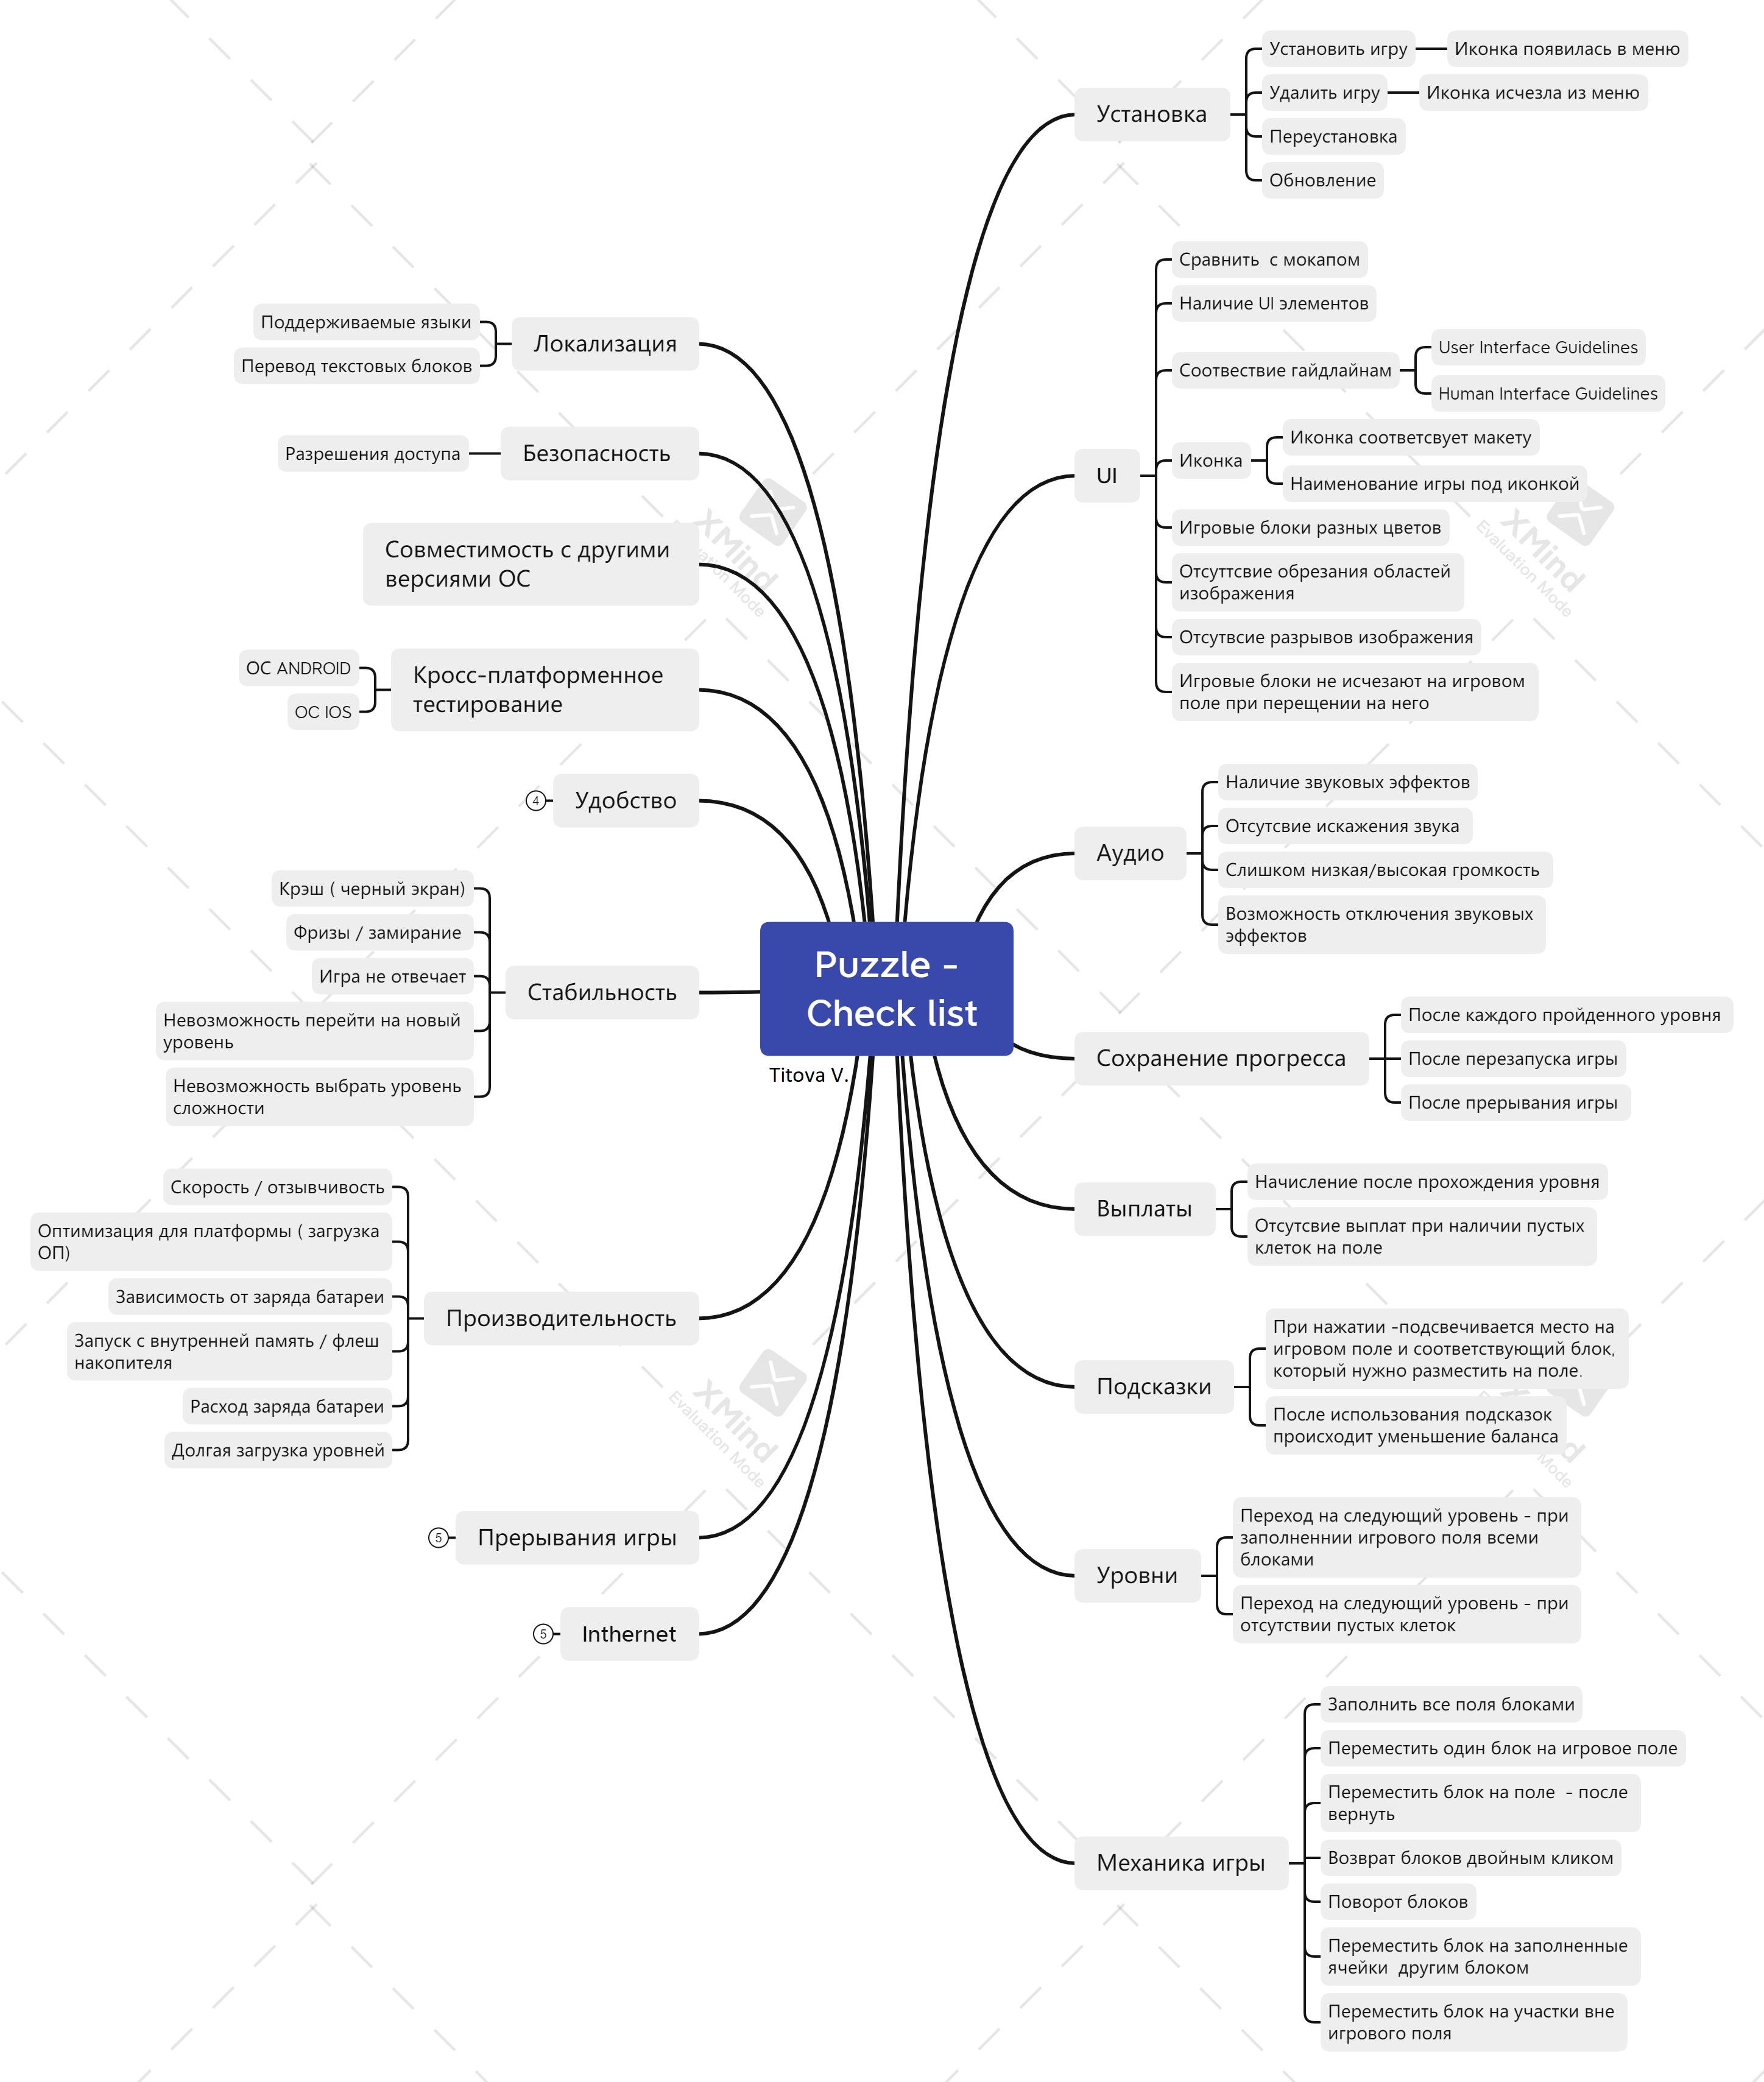 Puzzle -
Check list
Titova V.
Установка
Установить игру
Иконка появилась в меню
Удалить игру
Иконка исчезла из меню
Переустановка
Обновление
UI
Сравнить  с мокапом
Наличие UI элементов
Соотвествие гайдлайнам
User Interface Guidelines
Human Interface Guidelines
Иконка
Иконка соответсвует макету
Наименование игры под иконкой
Игровые блоки разных цветов
Отсуттсвие обрезания областей
изображения
Отсутвсие разрывов изображения
Игровые блоки не исчезают на игровом
поле при перещении на него
Аудио
Наличие звуковых эффектов
Отсутсвие искажения звука
Слишком низкая/высокая громкость
Возможность отключения звуковых
эффектов
Сохранение прогресса
После каждого пройденного уровня
После перезапуска игры
После прерывания игры
Выплаты
Начисление после прохождения уровня
Отсутсвие выплат при наличии пустых
клеток на поле
Подсказки
При нажатии -подсвечивается место на
игровом поле и соответствующий блок,
который нужно разместить на поле.
После использования подсказок
происходит уменьшение баланса
Уровни
Переход на следующий уровень - при
заполненнии игрового поля всеми
блоками
Переход на следующий уровень - при
отсутствии пустых клеток
Механика игры
Заполнить все поля блоками
Переместить один блок на игровое поле
Переместить блок на поле  - после
вернуть
Возврат блоков двойным кликом
Поворот блоков
Переместить блок на заполненные
ячейки  другим блоком
Переместить блок на участки вне
игрового поля
Локализация
Поддерживаемые языки
Перевод текстовых блоков
Безопасность
Разрешения доступа
Совместимость с другими
версиями ОС
Кросс-платформенное
тестирование
ОС ANDROID
ОС IOS
Удобство
4
Стабильность
Крэш ( черный экран)
Фризы / замирание
Игра не отвечает
Невозможность перейти на новый
уровень
Невозможность выбрать уровень
сложности
Производительность
Скорость / отзывчивость
Оптимизация для платформы ( загрузка
ОП)
Зависимость от заряда батареи
Запуск с внутренней память / флеш
накопителя
Расход заряда батареи
Долгая загрузка уровней
Прерывания игры
5
Inthernet
5
XMind
Evaluation Mode
XMind
Evaluation Mode